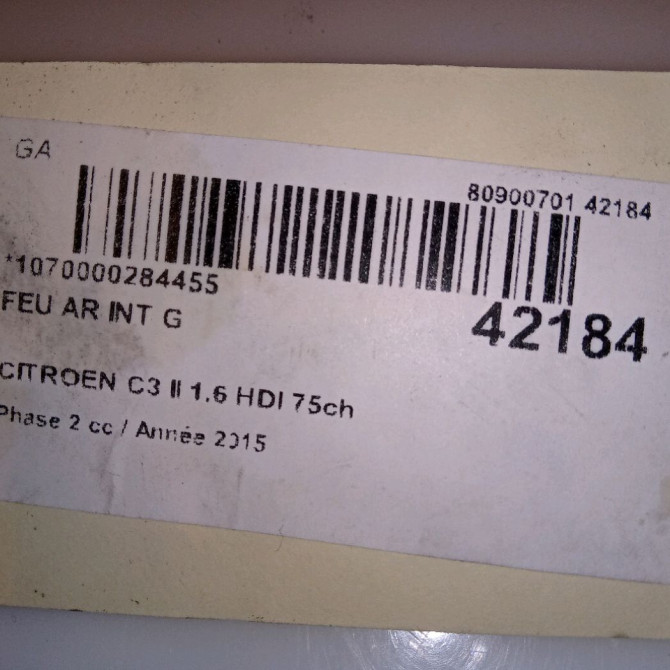 GA
80900701 42184
*1070000284455
FEU AR INT G
42184
CITROEN C3 II 1.6 HDI 75ch
Phase 2 cc / Année 2015